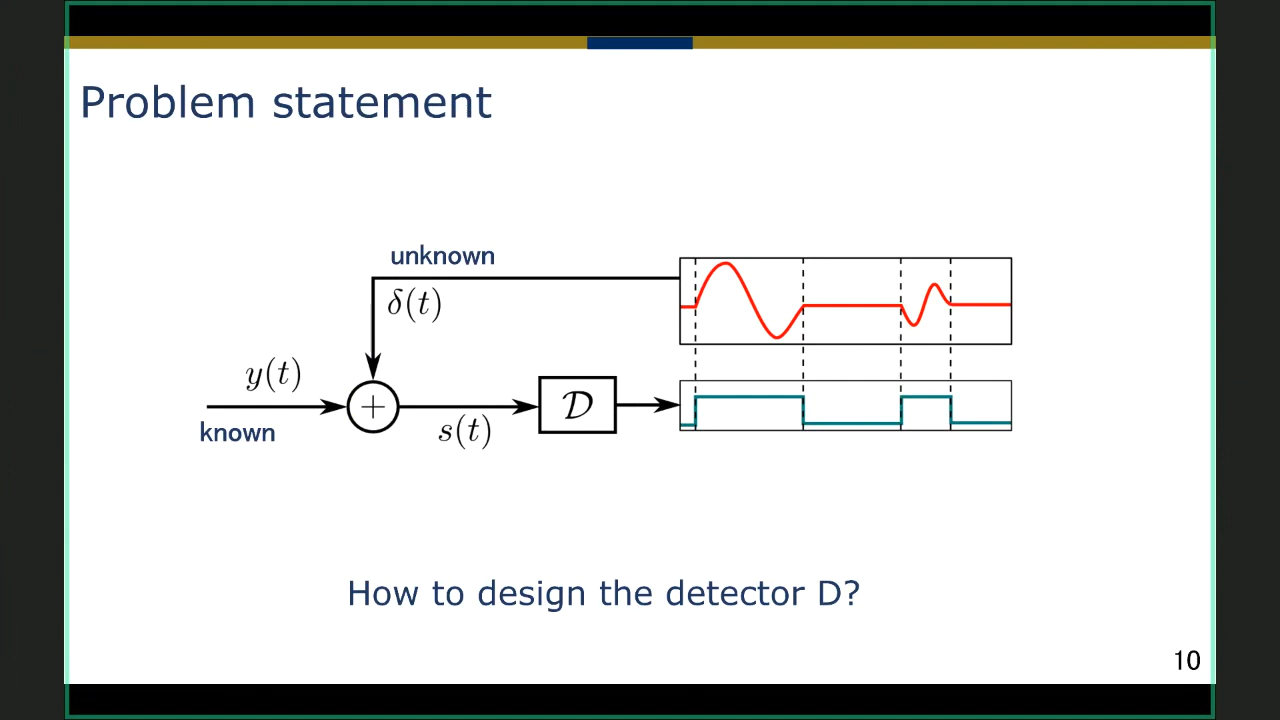 Problem statement
unknown
δ(t)
y(t)
+
known
s(t)
𝒟
How to design the detector D?
10